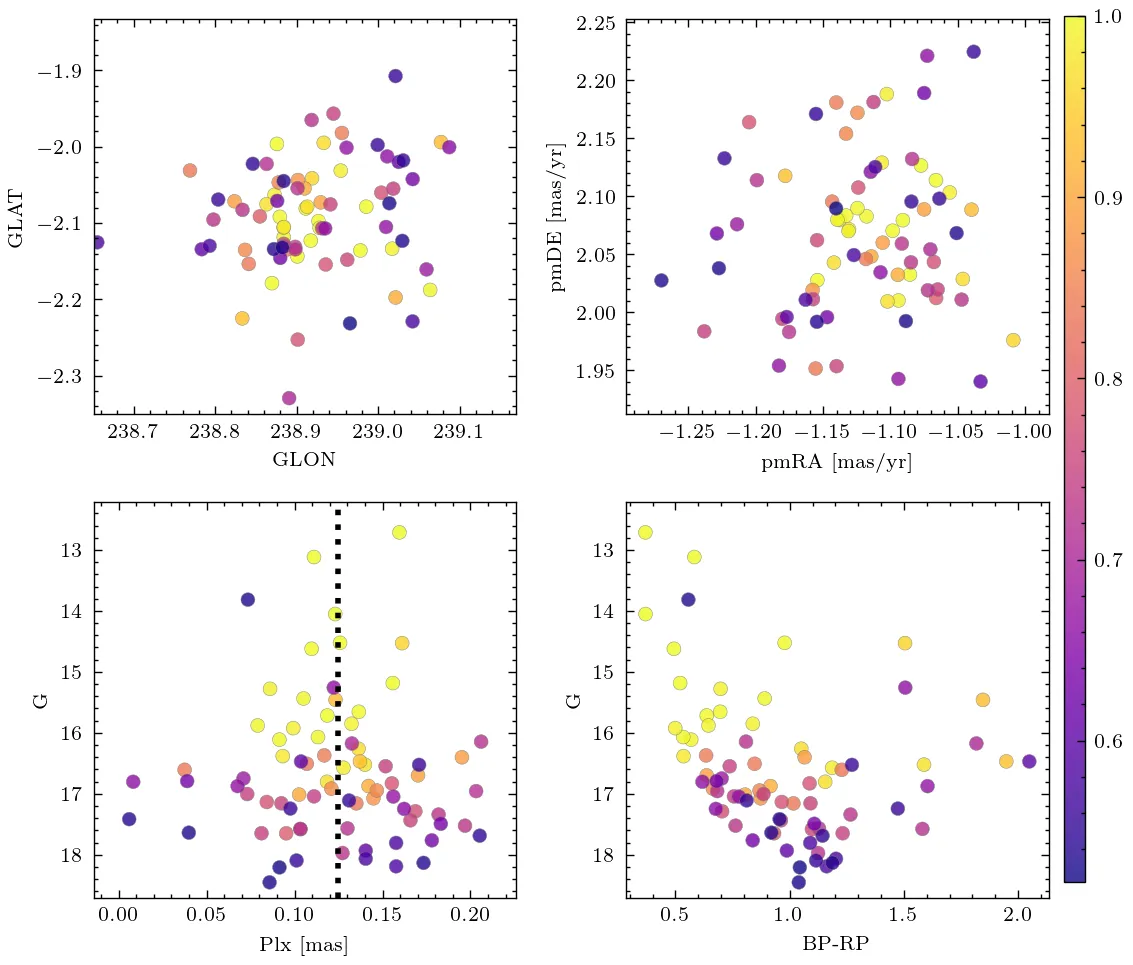 −1.9
−2.0
−2.1
−2.2
−2.3
GLAT
238.7 238.8 238.9 239.0 239.1
GLON
2.25
2.20
2.15
2.10
2.05
2.00
1.95
pmDE [mas/yr]
−1.25 −1.20 −1.15 −1.10 −1.05 −1.00
pmRA [mas/yr]
13
14
15
16
17
18
G
0.00 0.05 0.10 0.15 0.20
Plx [mas]
13
14
15
16
17
18
G
0.5 1.0 1.5 2.0
BP-RP
1.0
0.9
0.8
0.7
0.6